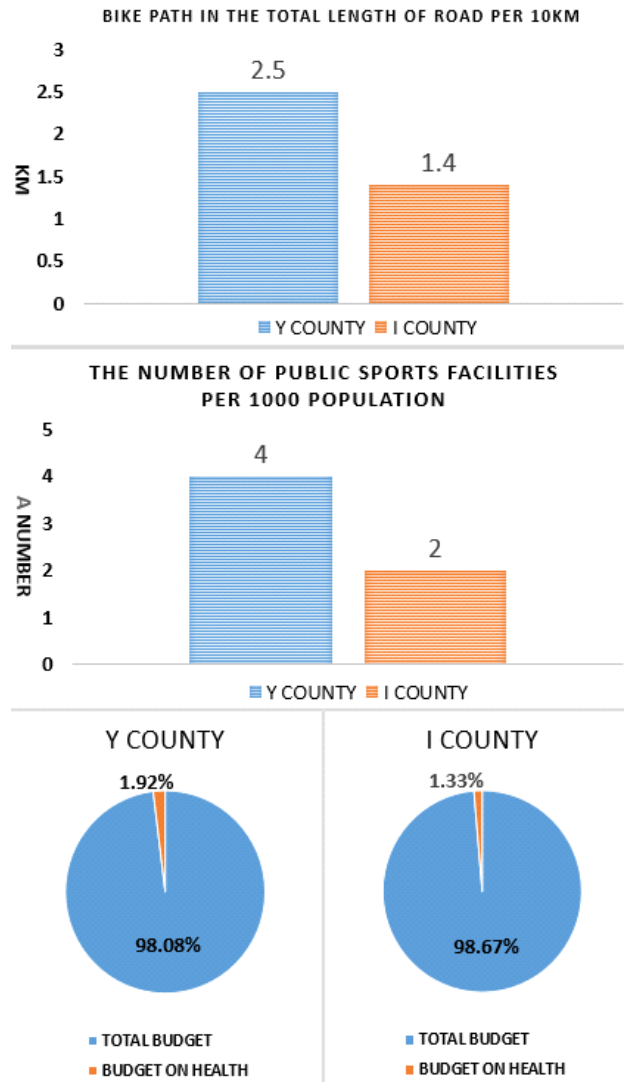 BIKE PATH IN THE TOTAL LENGTH OF ROAD PER 10KM
3
2.5
2
1.5
1
0.5
0
KM
2.5
1.4
Y COUNTY I COUNTY
THE NUMBER OF PUBLIC SPORTS FACILITIES
PER 1000 POPULATION
5
4
3
2
1
0
A NUMBER
4
2
Y COUNTY I COUNTY
Y COUNTY
1.92%
98.08%
TOTAL BUDGET
BUDGET ON HEALTH
I COUNTY
1.33%
98.67%
TOTAL BUDGET
BUDGET ON HEALTH